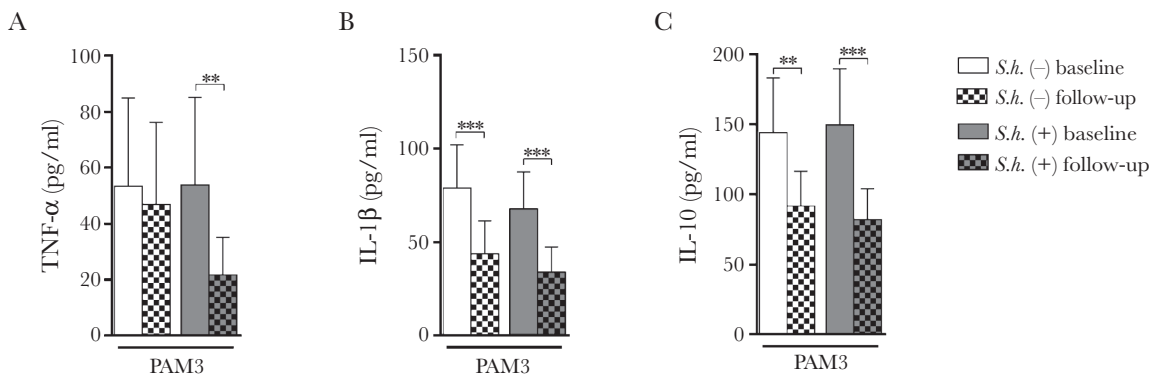 A
TNF-α (pg/ml)
100
80
60
40
20
0
**
PAM3
B
IL-1β (pg/ml)
150
100
50
0
***
***
PAM3
C
IL-10 (pg/ml)
200
150
100
50
0
**
***
PAM3
S.h. (–) baseline
S.h. (–) follow-up
S.h. (+) baseline
S.h. (+) follow-up